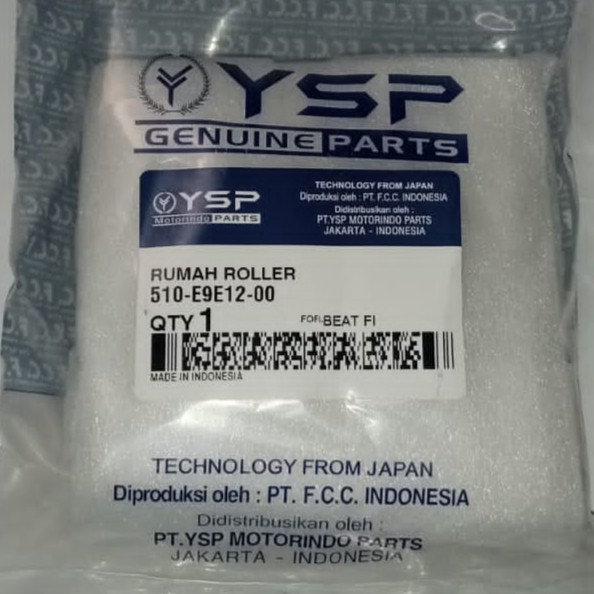 YSP
GENUINE PARTS
YSP
Motorindo PARTS
TECHNOLOGY FROM JAPAN
Diproduksi oleh : PT. F.C.C. INDONESIA
Didistribusikan oleh :
PT.YSP MOTORINDO PARTS
JAKARTA - INDONESIA
RUMAH ROLLER
510-E9E12-00
QTY 1
FOR: BEAT FI
MADE IN INDONESIA
TECHNOLOGY FROM JAPAN
Diproduksi oleh : PT. F.C.C. INDONESIA
Didistribusikan oleh :
PT.YSP MOTORINDO PARTS
JAKARTA - INDONESIA